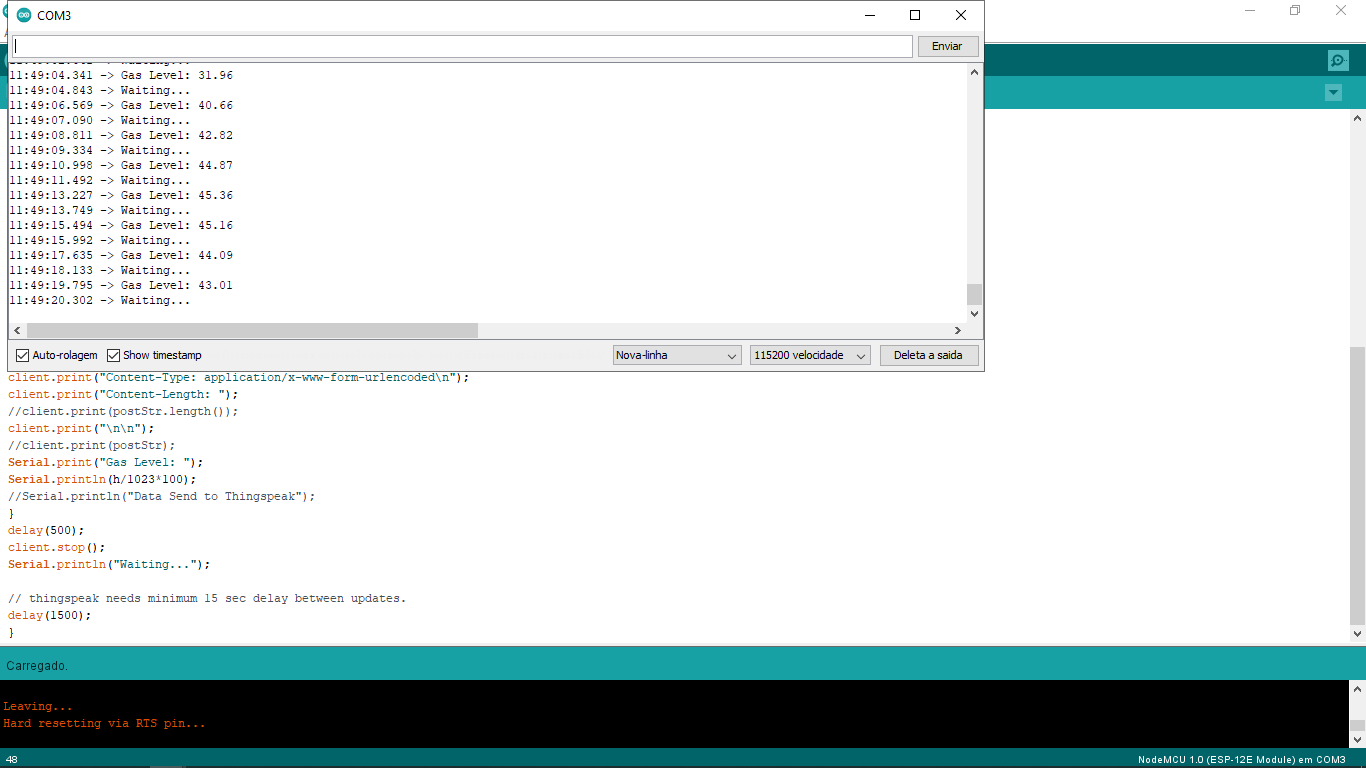 COM3
Enviar
11:49:04.341 -> Gas Level: 31.96
11:49:04.843 -> Waiting...
11:49:06.569 -> Gas Level: 40.66
11:49:07.090 -> Waiting...
11:49:08.811 -> Gas Level: 42.82
11:49:09.334 -> Waiting...
11:49:10.998 -> Gas Level: 44.87
11:49:11.492 -> Waiting...
11:49:13.227 -> Gas Level: 45.36
11:49:13.749 -> Waiting...
11:49:15.494 -> Gas Level: 45.16
11:49:15.992 -> Waiting...
11:49:17.635 -> Gas Level: 44.09
11:49:18.133 -> Waiting...
11:49:19.795 -> Gas Level: 43.01
11:49:20.302 -> Waiting...
Auto-rolagem Show timestamp Nova-linha 115200 velocidade Deleta a saida
client.print("Content-Type: application/x-www-form-urlencoded\n");
client.print("Content-Length: ");
//client.print(postStr.length());
client.print("\n\n");
//client.print(postStr);
Serial.print("Gas Level: ");
Serial.println(h/1023*100);
//Serial.println("Data Send to Thingspeak");
}
delay(500);
client.stop();
Serial.println("Waiting...");
// thingspeak needs minimum 15 sec delay between updates.
delay(1500);
}
Carregado.
Leaving...
Hard resetting via RTS pin...
48 NodeMCU 1.0 (ESP-12E Module) em COM3